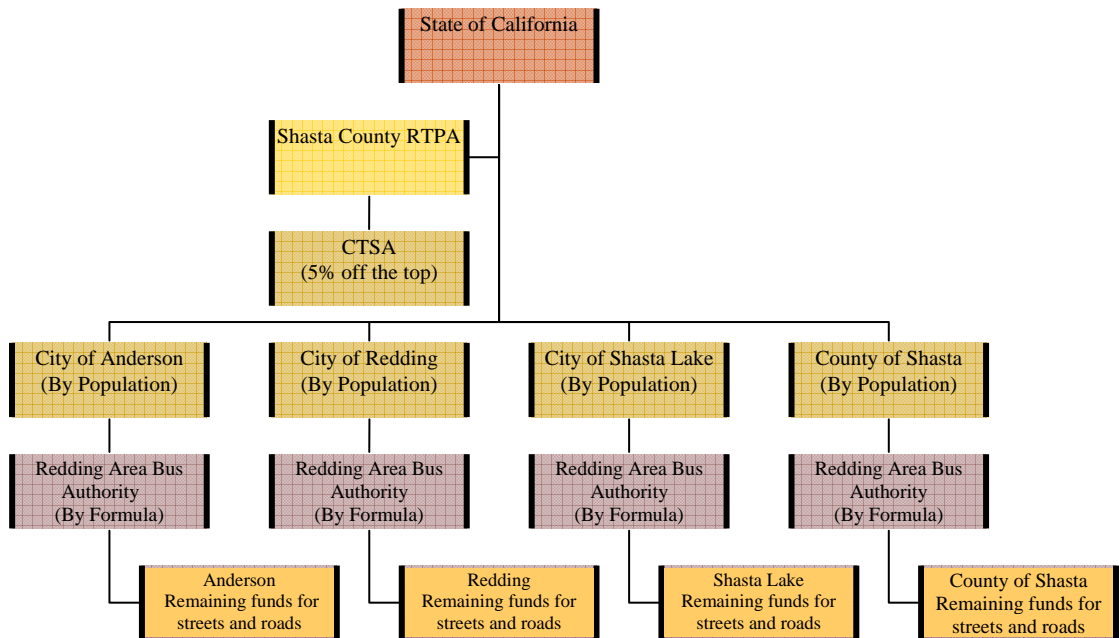 State of California
Shasta County RTPA
CTSA
(5% off the top)
City of Anderson
(By Population)
City of Redding
(By Population)
City of Shasta Lake
(By Population)
County of Shasta
(By Population)
Redding Area Bus
Authority
(By Formula)
Redding Area Bus
Authority
(By Formula)
Redding Area Bus
Authority
(By Formula)
Redding Area Bus
Authority
(By Formula)
Anderson
Remaining funds for
streets and roads
Redding
Remaining funds for
streets and roads
Shasta Lake
Remaining funds for
streets and roads
County of Shasta
Remaining funds for
streets and roads